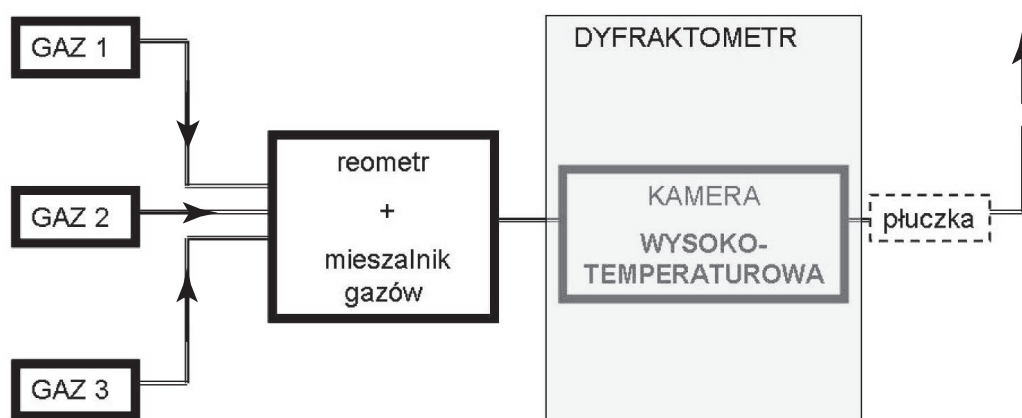 GAZ 1
GAZ 2
GAZ 3
reometr
+
mieszalnik
gazów
DYFRAKTOMETR
KAMERA
WYSOKO-
TEMPERATUROWA
płuczka